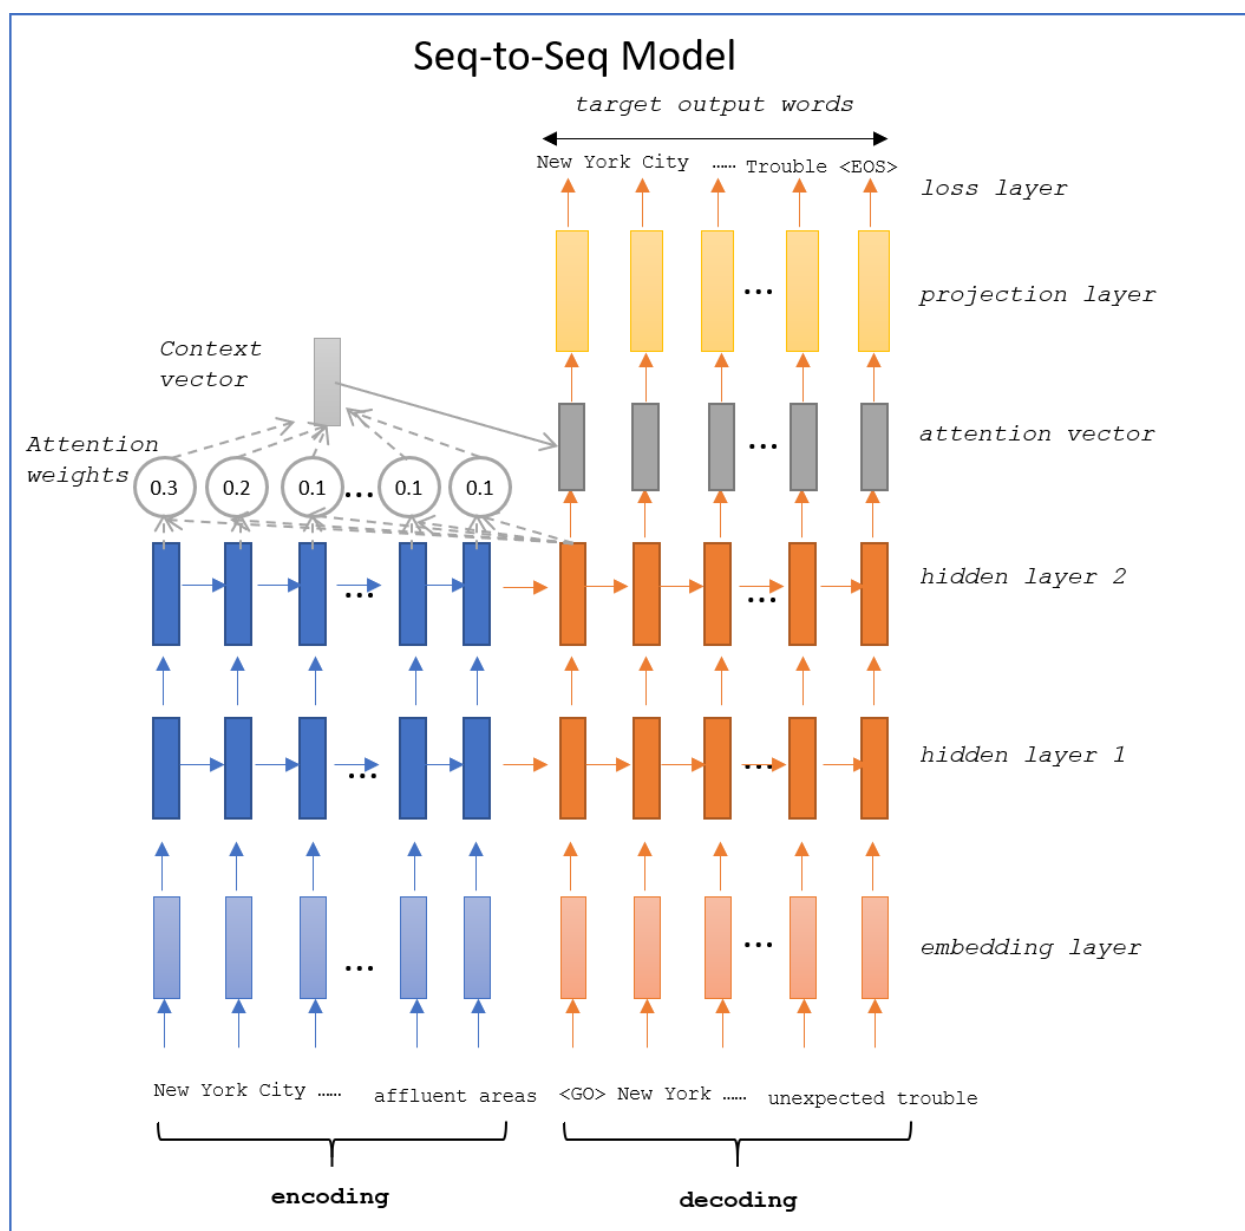 Seq-to-Seq Model
target output words
New York City …… Trouble <EOS>
loss layer
projection layer
Context
vector
Attention
weights
attention vector
0.3 0.2 0.1 ... 0.1 0.1
...
hidden layer 2
... ...
hidden layer 1
... ...
embedding layer
... ...
New York City …… affluent areas <GO> New York …… unexpected trouble
encoding
decoding